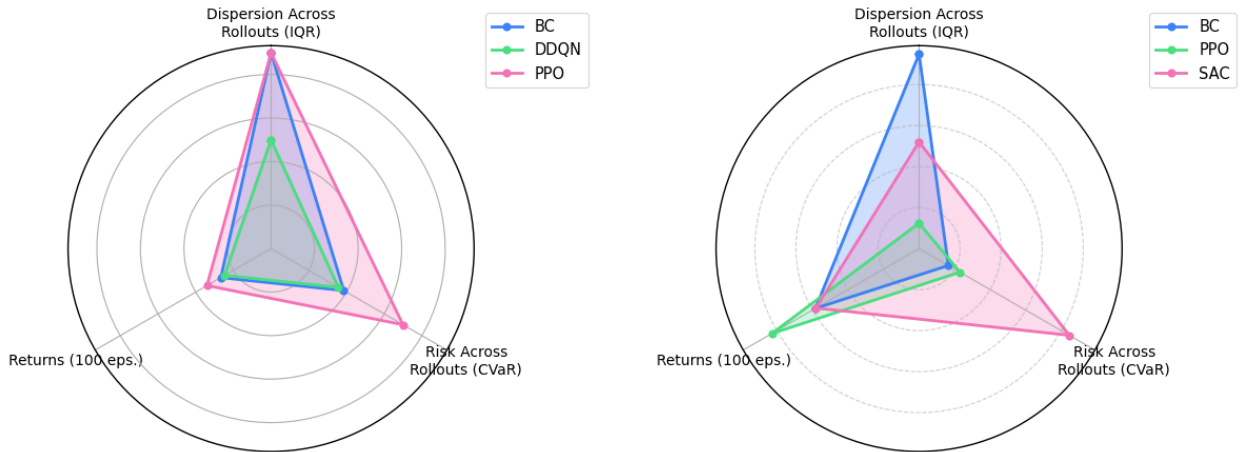 Dispersion Across
Rollouts (IQR)
BC
DDQN
PPO
Returns (100 eps.)
Risk Across
Rollouts (CVaR)
Dispersion Across
Rollouts (IQR)
BC
PPO
SAC
Returns (100 eps.)
Risk Across
Rollouts (CVaR)